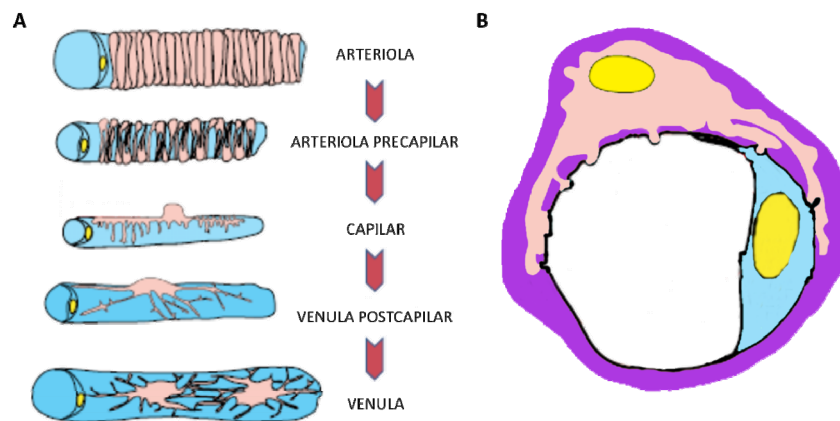 A
B
ARTERIOLA
ARTERIOLA PRECAPILAR
CAPILAR
VENULA POSTCAPILAR
VENULA